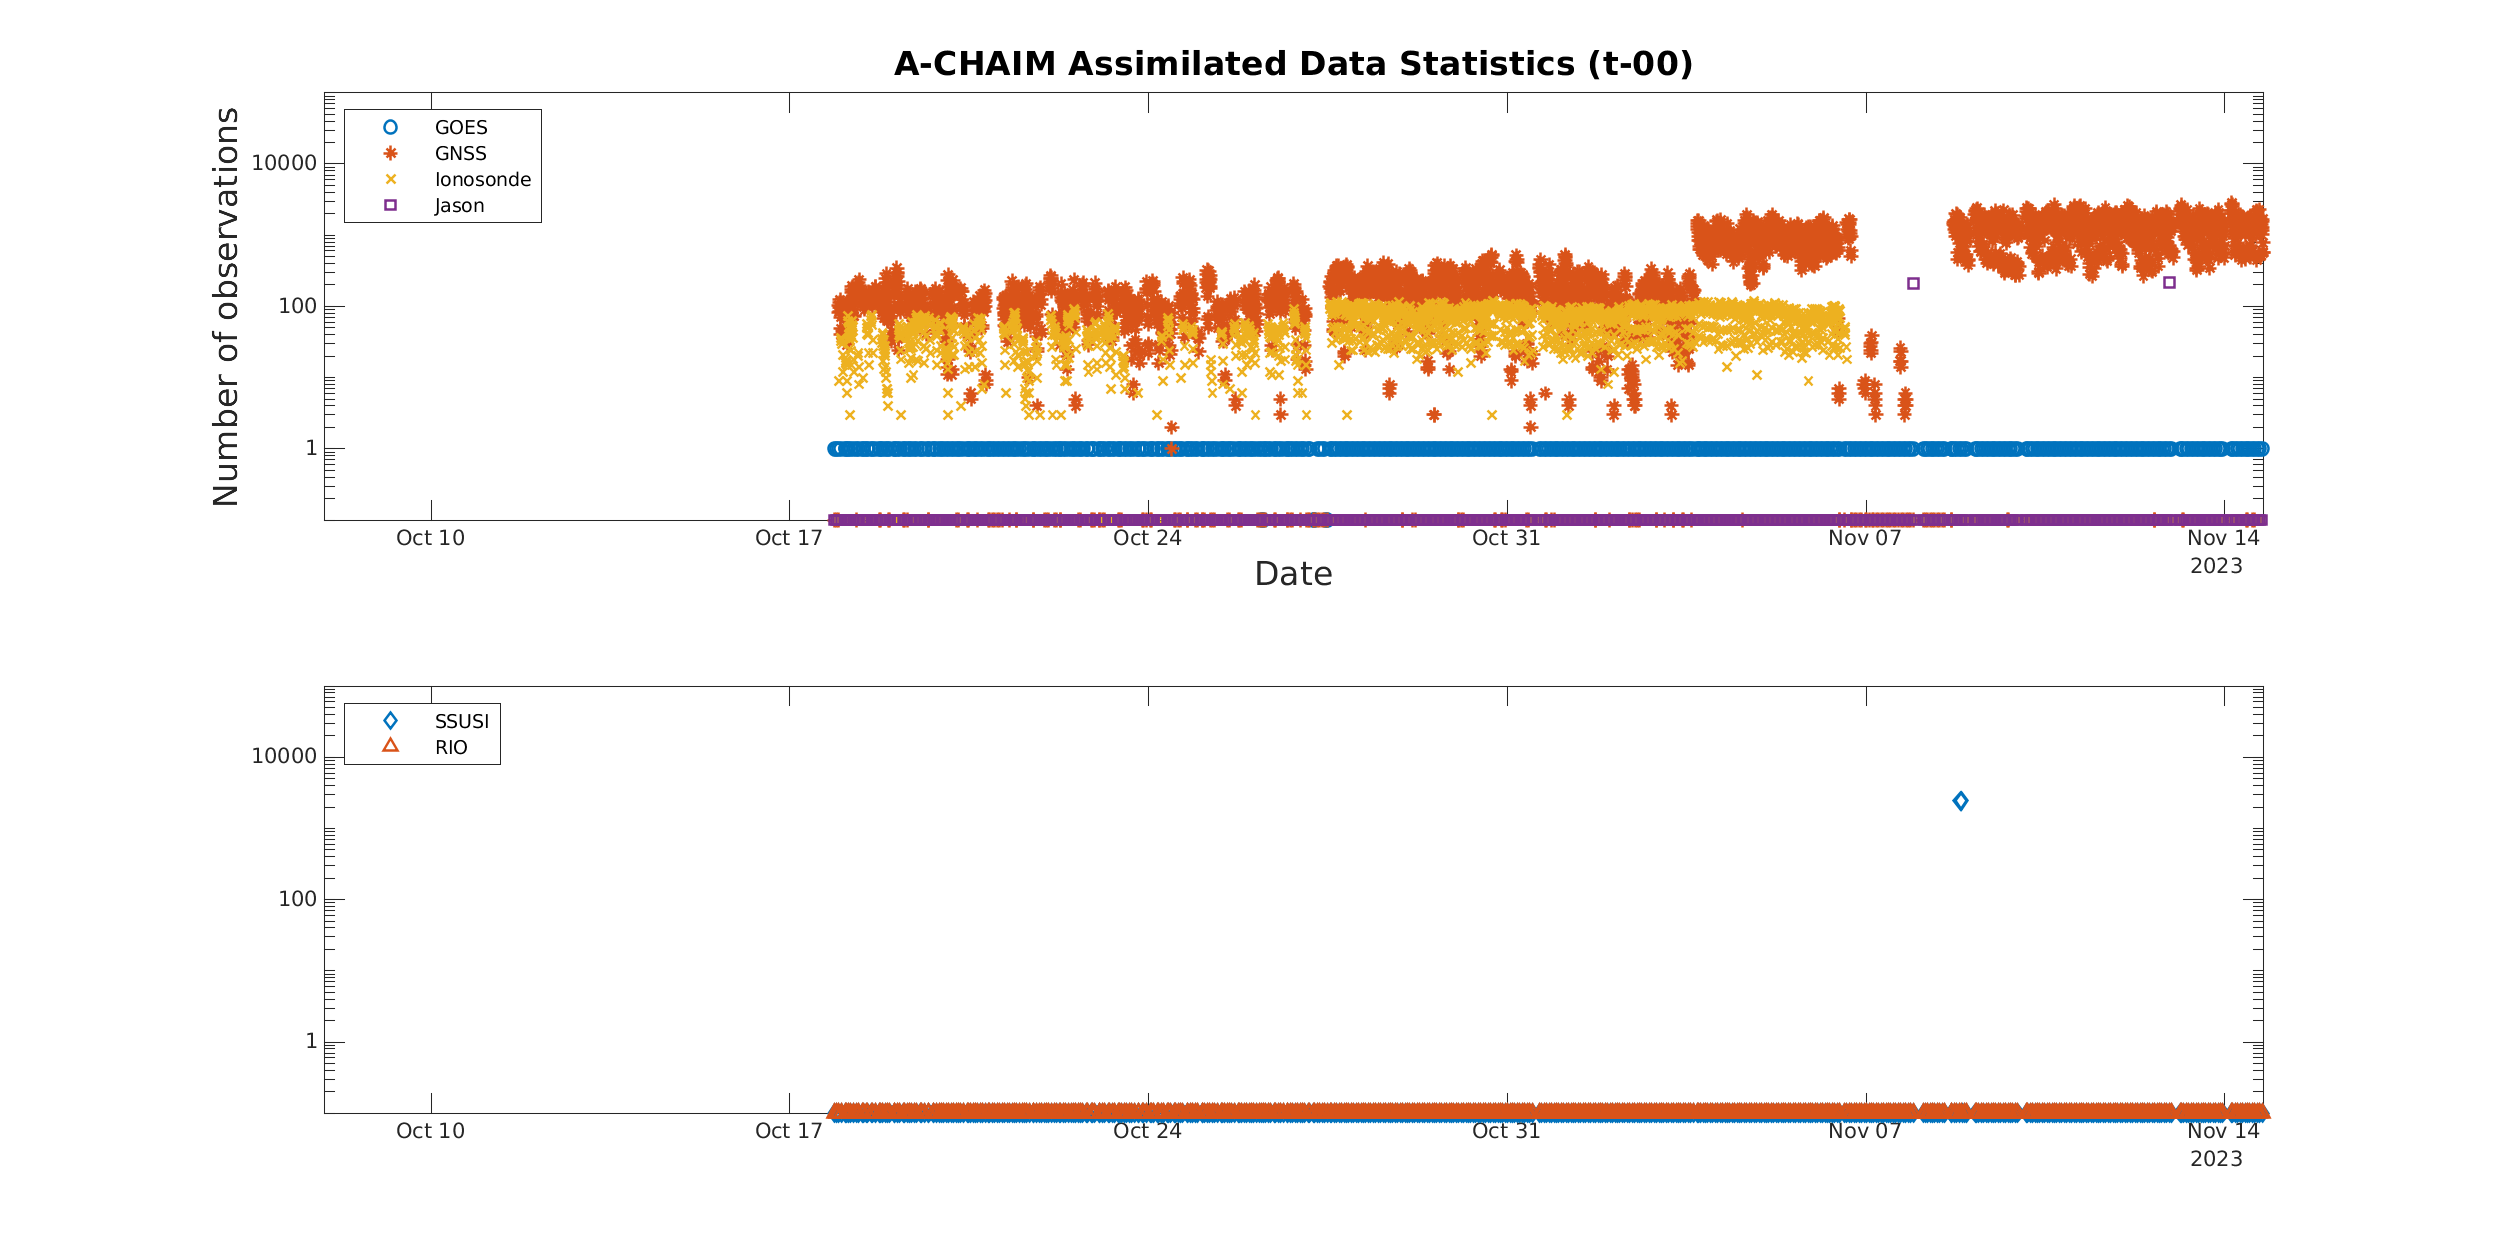 A-CHAIM Assimilated Data Statistics (t-00)
Number of observations
GOES
GNSS
Ionosonde
Jason
10000
100
1
Oct 10 Oct 17 Oct 24 Oct 31 Nov 07 Nov 14
2023
Date
SSUSI
RIO
10000
100
1
Oct 10 Oct 17 Oct 24 Oct 31 Nov 07 Nov 14
2023